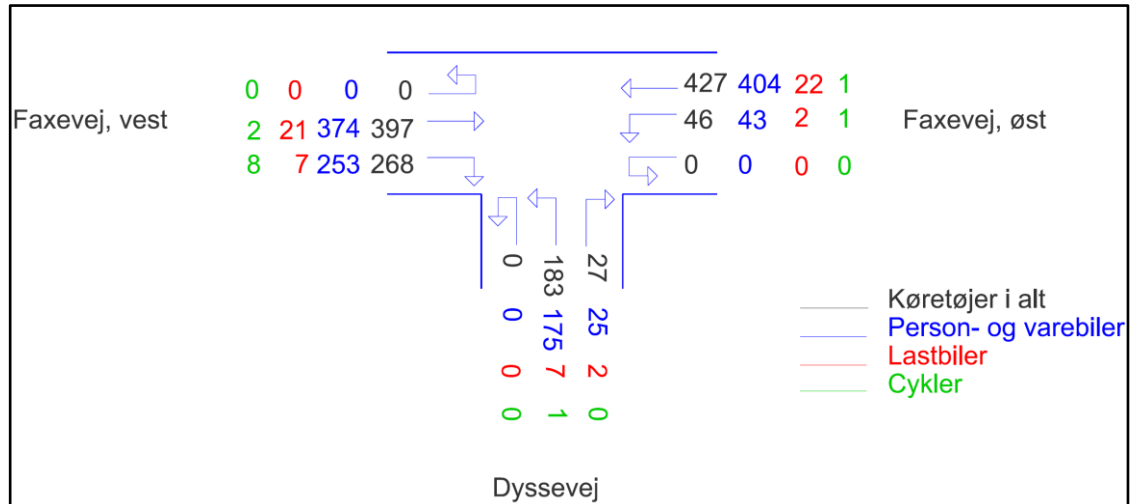 0 0 0 0
427 404 22 1
Faxevej, vest
2 21 374 397
46 43 2 1
Faxevej, øst
8 7 253 268
0 0 0 0
0 183 27
0 175 25
0 7 2
0 1 0
Køretøjer i alt
Person- og varebiler
Lastbiler
Cykler
Dyssevej